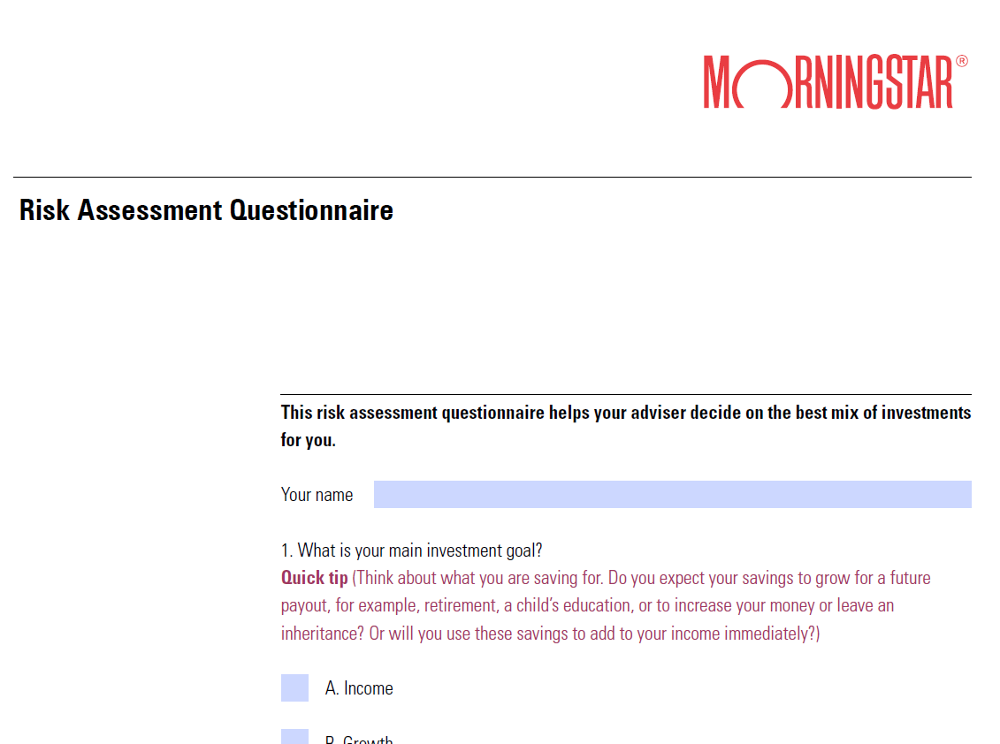 MORNINGSTAR®
Risk Assessment Questionnaire
This risk assessment questionnaire helps your adviser decide on the best mix of investments
for you.
Your name
1. What is your main investment goal?
Quick tip (Think about what you are saving for. Do you expect your savings to grow for a future
payout, for example, retirement, a child’s education, or to increase your money or leave an
inheritance? Or will you use these savings to add to your income immediately?)
A. Income
B. Growth